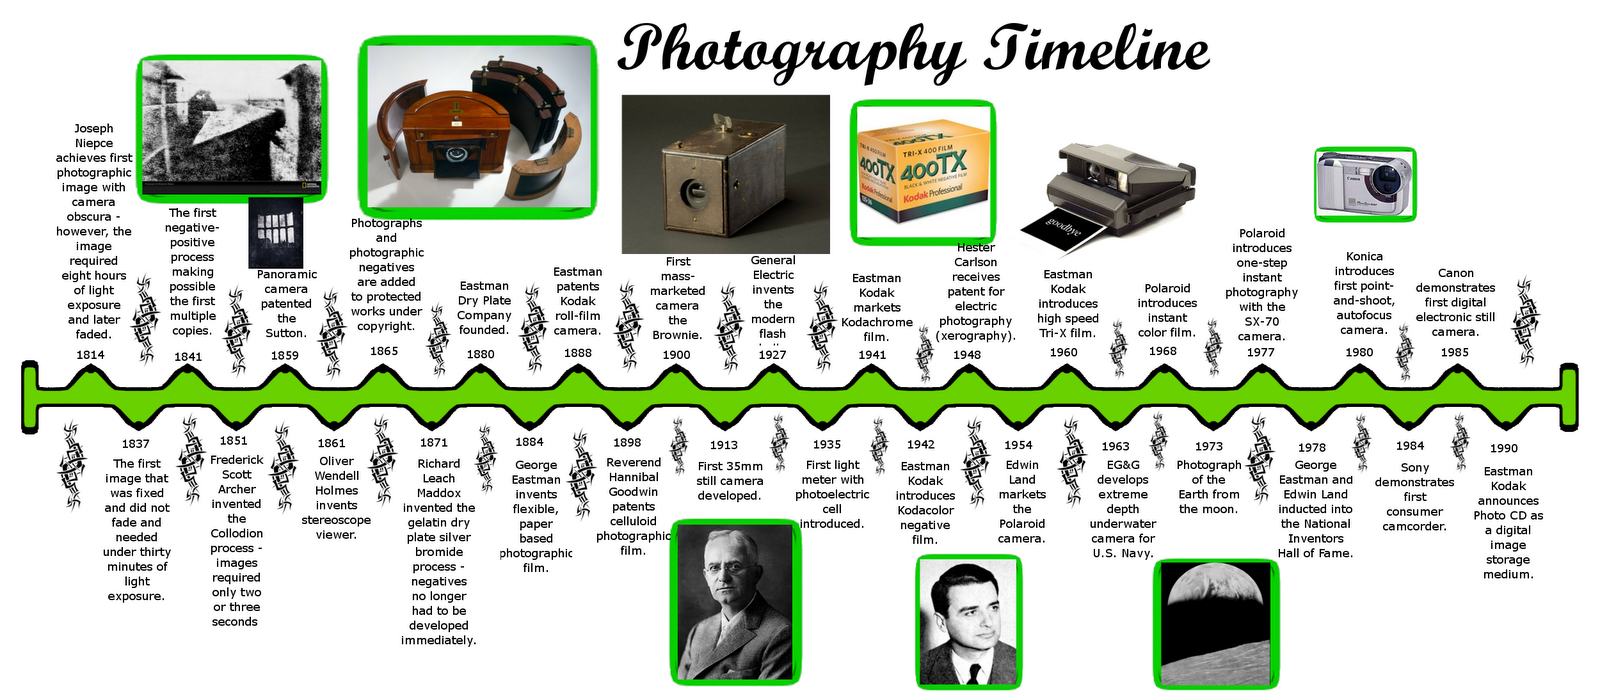 Photography Timeline
Joseph
Niepce
achieves first
photographic
image with
camera
obscura -
however, the
image
required
eight hours
of light
exposure
and later
faded.
1814
The first
negative-
positive
process
making
possible
the first
multiple
copies.
1841
Panoramic
camera
patented
the
Sutton.
1859
Photographs
and
photographic
negatives
are added
to protected
works under
copyright.
1865
Eastman
Dry Plate
Company
founded.
1880
Eastman
patents
Kodak
roll-film
camera.
1888
First
mass-
marketed
camera
the
Brownie.
1900
General
Electric
invents
the
modern
flash
1927
TRI-X 400 FILM
400TX
400TX
BLACK & WHITE NEGATIVE FILM
Kodak Professional
Eastman
Kodak
markets
Kodachrome
film.
1941
Hester
Carlson
receives
patent for
electric
photography
(xerography).
1948
goodbye
Eastman
Kodak
introduces
high speed
Tri-X film.
1960
Polaroid
introduces
instant
color film.
1968
Polaroid
introduces
one-step
instant
photography
with the
SX-70
camera.
1977
Konica
introduces
first point-
and-shoot,
autofocus
camera.
1980
Canon
Canon
demonstrates
first digital
electronic still
camera.
1985
1837
The first
image that
was fixed
and did not
fade and
needed
under thirty
minutes of
light
exposure.
1851
Frederick
Scott
Archer
invented
the
Collodion
process -
images
required
only two
or three
seconds
1861
Oliver
Wendell
Holmes
invents
stereoscope
viewer.
1871
Richard
Leach
Maddox
invented the
gelatin dry
plate silver
bromide
process -
negatives
no longer
had to be
developed
immediately.
1884
George
Eastman
invents
flexible,
paper
based
photographic
film.
1898
Reverend
Hannibal
Goodwin
patents
celluloid
photographic
film.
1913
First 35mm
still camera
developed.
1935
First light
meter with
photoelectric
cell
introduced.
1942
Eastman
Kodak
introduces
Kodacolor
negative
film.
1954
Edwin
Land
markets
the
Polaroid
camera.
1963
EG&G
develops
extreme
depth
underwater
camera for
U.S. Navy.
1973
Photograph
of the
Earth from
the moon.
1978
George
Eastman and
Edwin Land
inducted into
the National
Inventors
Hall of Fame.
1984
Sony
demonstrates
first
consumer
camcorder.
1990
Eastman
Kodak
announces
Photo CD as
a digital
image
storage
medium.